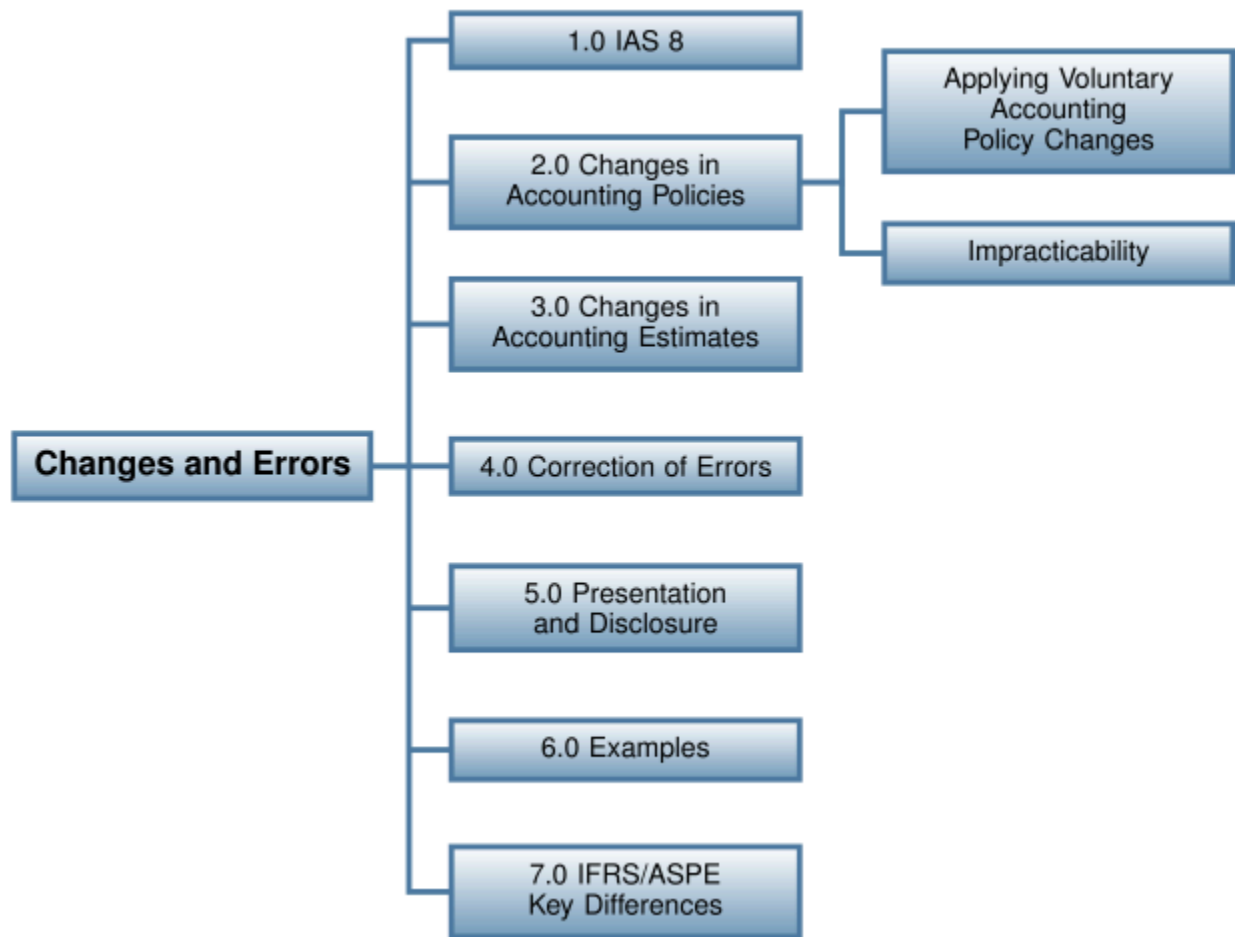 1.0 IAS 8
Applying Voluntary
Accounting
Policy Changes
2.0 Changes in
Accounting Policies
Impracticability
3.0 Changes in
Accounting Estimates
Changes and Errors
4.0 Correction of Errors
5.0 Presentation
and Disclosure
6.0 Examples
7.0 IFRS/ASPE
Key Differences